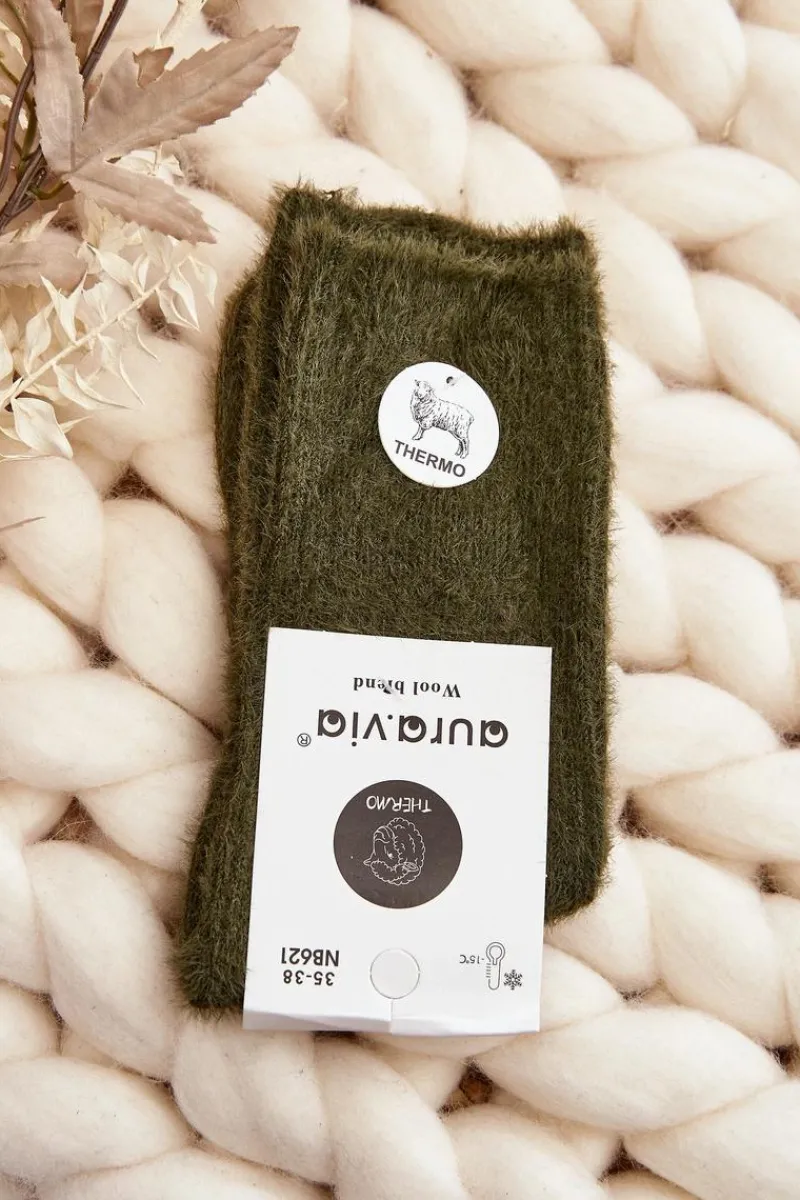 THERMO
35-38
NB621
-15°C
THERMO
aura.via®
Wool blend